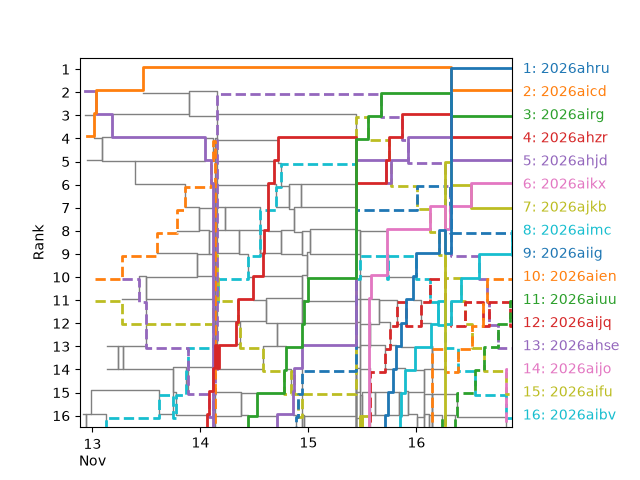 Rank
1
2
3
4
5
6
7
8
9
10
11
12
13
14
15
16
13
14
15
16
Nov
1: 2026ahru
2: 2026aicd
3: 2026airg
4: 2026ahzr
5: 2026ahjd
6: 2026aikx
7: 2026ajkb
8: 2026aimc
9: 2026aiig
10: 2026aien
11: 2026aiuu
12: 2026aijq
13: 2026ahse
14: 2026aijo
15: 2026aifu
16: 2026aibv